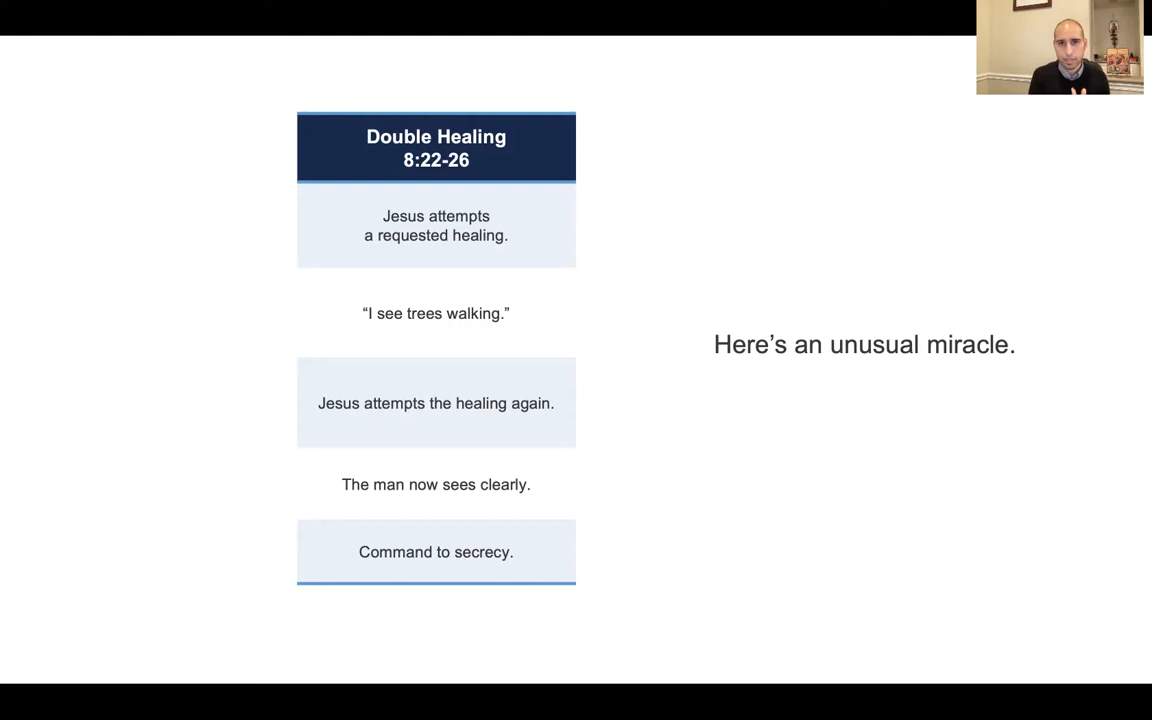 Double Healing
8:22-26
Jesus attempts
a requested healing.
“I see trees walking.”
Jesus attempts the healing again.
The man now sees clearly.
Command to secrecy.
Here’s an unusual miracle.